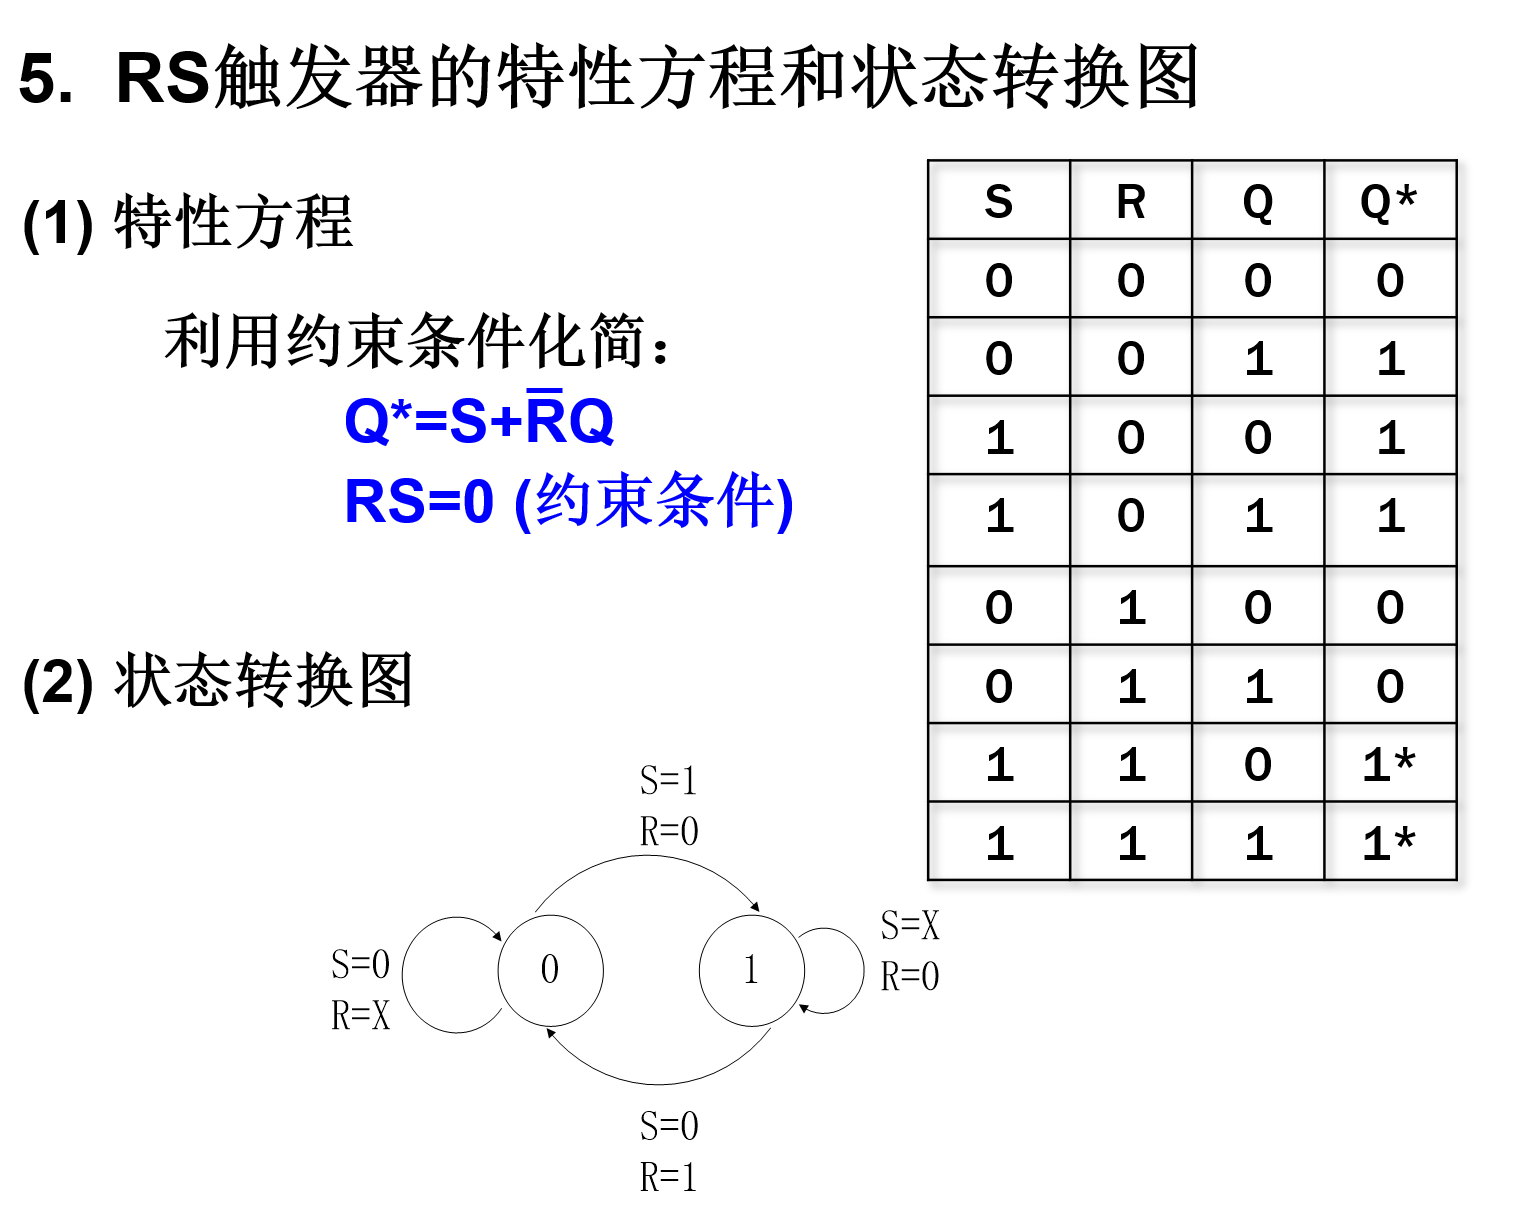 5. RS触发器的特性方程和状态转换图
(1) 特性方程
利用约束条件化简：
Q*=S+R̅Q
RS=0 (约束条件)
S R Q Q*
0 0 0 0
0 0 1 1
1 0 0 1
1 0 1 1
0 1 0 0
0 1 1 0
1 1 0 1*
1 1 1 1*
(2) 状态转换图
S=1
R=0
S=0
R=X
0
1
S=X
R=0
S=0
R=1